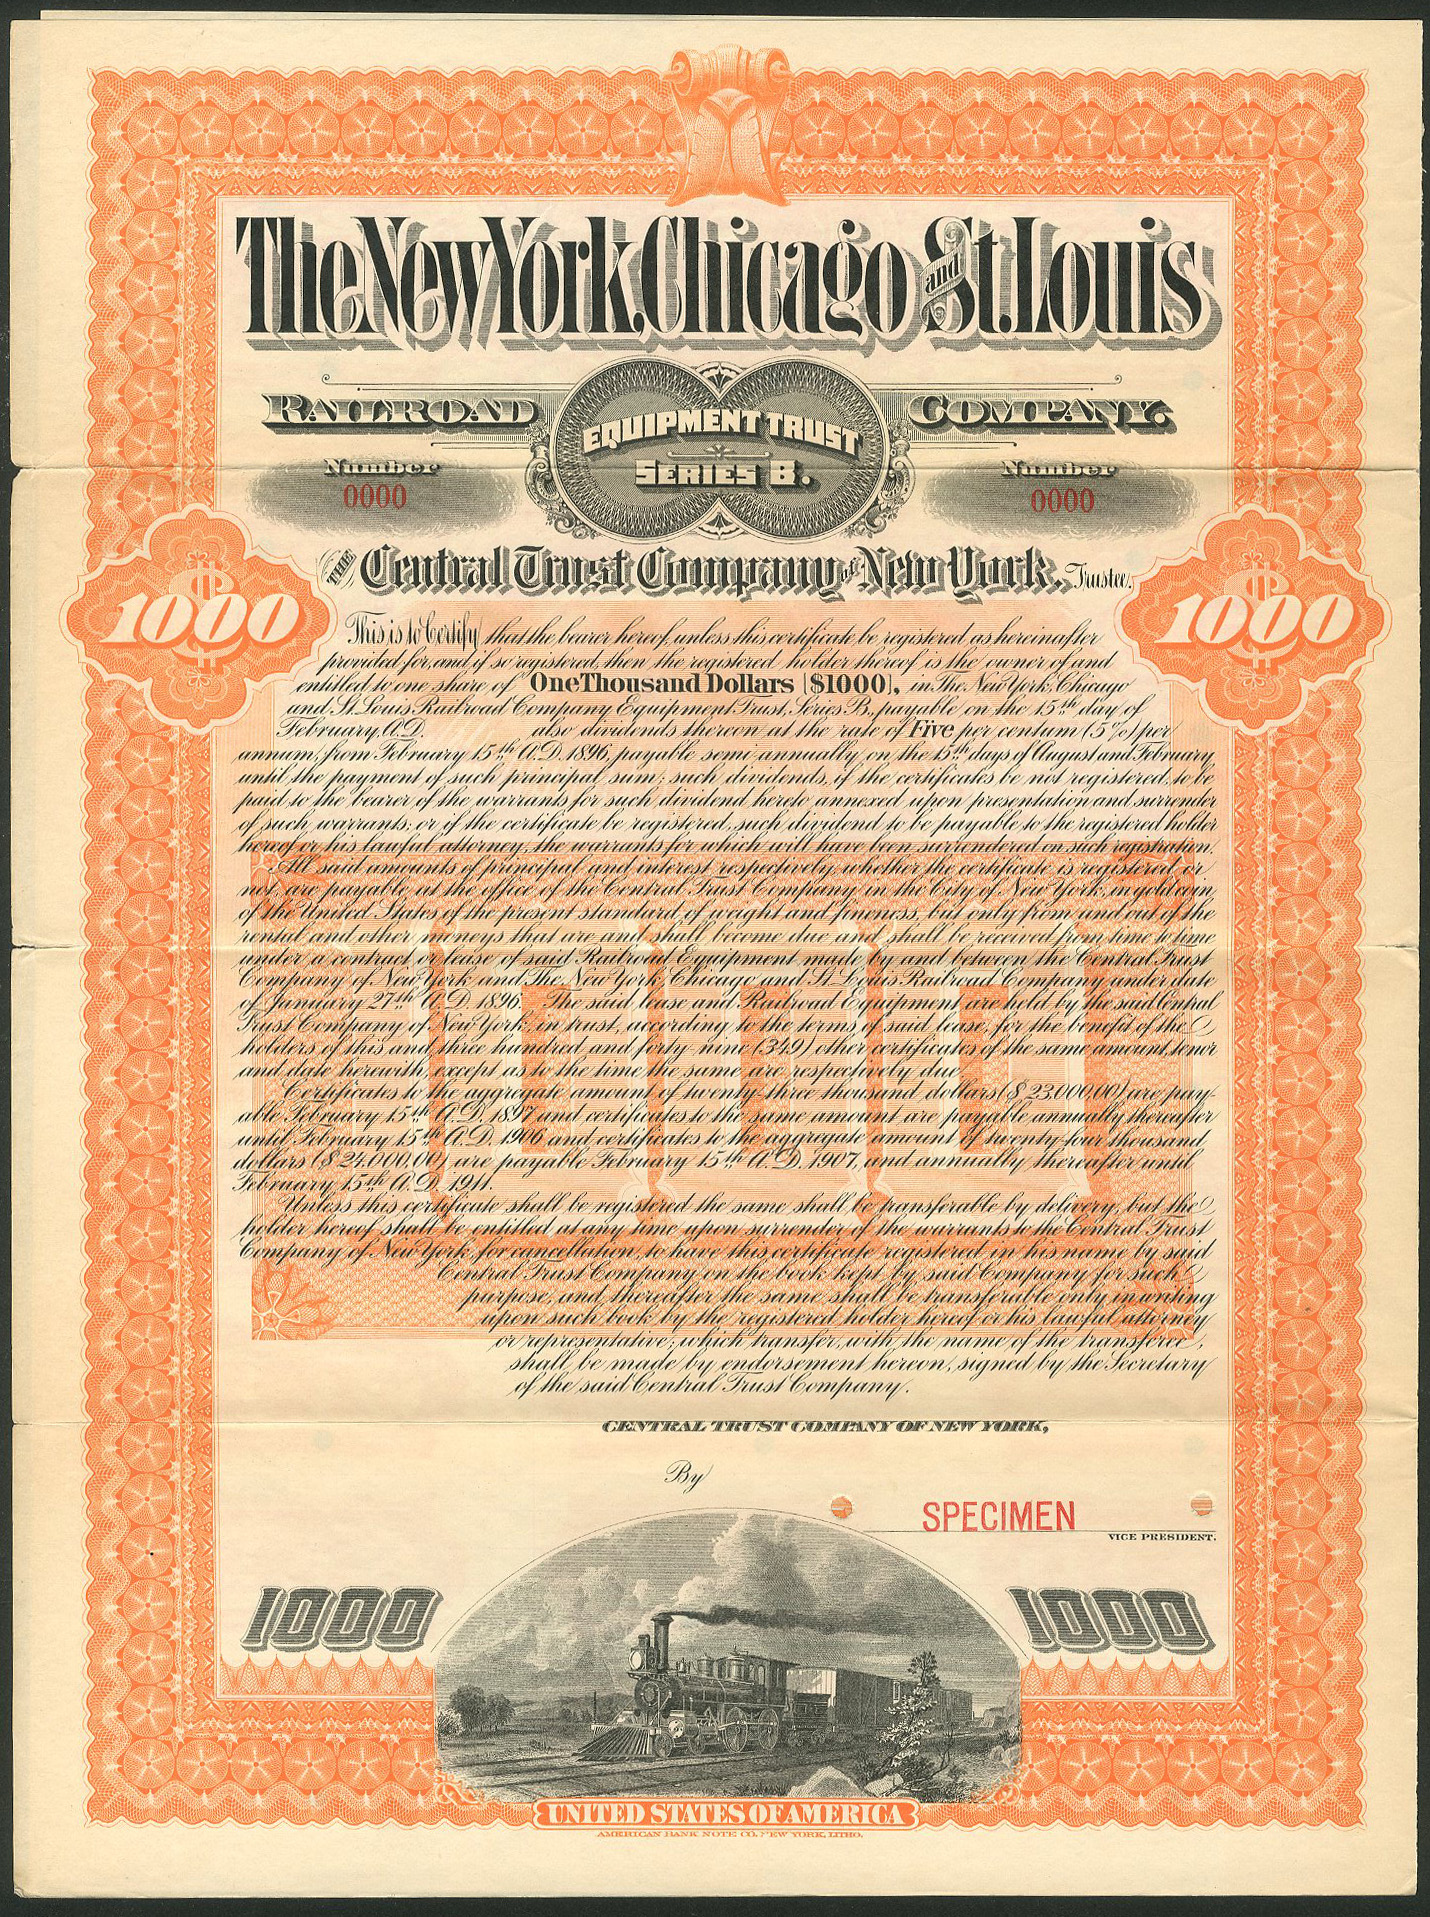 The New York, Chicago and St. Louis
RAILROAD COMPANY.
EQUIPMENT TRUST
SERIES B.
Number Number
0000 0000
THE Central Trust Company of New York, Trustee.
$1000 $1000
This is to Certify that the bearer hereof, unless this certificate be registered as hereinafter
provided for, and if so registered, then the registered holder thereof is the owner of and
entitled to one share of One Thousand Dollars [$1000], in The New York, Chicago
and St. Louis Railroad Company Equipment Trust, Series B, payable on the 15th day of
February, A.D. also dividends thereon at the rate of Five per centum (5%) per
annum, from February 15th A.D. 1896, payable semi annually on the 15th days of August and February,
until the payment of such principal sum; such dividends, if the certificates be not registered, to be
paid to the bearer of the warrants for such dividend hereto annexed upon presentation and surrender
of such warrants; or if the certificate be registered, such dividend to be payable to the registered holder
hereof or his lawful attorney, the warrants for which will have been surrendered on such registration.
All said amounts of principal and interest respectively, whether the certificate is registered or
not, are payable at the office of the Central Trust Company, in the City of New York, in gold coin
of the United States of the present standard of weight and fineness, but only from and out of the
rental and other moneys that are and shall become due and shall be received from time to time
under a contract or lease of said Railroad Equipment made by and between the Central Trust
Company of New York and The New York, Chicago and St. Louis Railroad Company under date
of January 27th A.D. 1896. The said lease and Railroad Equipment are held by the said Central
Trust Company of New York in trust, according to the terms of said lease, for the benefit of the
holders of this and three hundred and forty-nine (349) other certificates of the same amount, tenor
and date herewith, except as to the time the same are respectively due.
Certificates to the aggregate amount of twenty-three thousand dollars ($23.000.00) are pay-
able February 15th A.D. 1897, and certificates to the same amount are payable annually thereafter
until February 15th A.D. 1906 and certificates to the aggregate amount of twenty-four thousand
dollars ($24.000.00) are payable February 15th A.D. 1907, and annually thereafter until
February 15th A.D. 1911.
Unless this certificate shall be registered the same shall be transferable by delivery, but the
holder hereof shall be entitled at any time upon surrender of the warrants to the Central Trust
Company of New York, for cancellation, to have this certificate registered in his name by said
Central Trust Company on the book kept by said Company for such
purpose, and thereafter the same shall be transferable only in writing
upon such book by the registered holder hereof or his lawful attorney
or representative; which transfer, with the name of the transferee,
shall be made by endorsement hereon, signed by the Secretary
of the said Central Trust Company.
CENTRAL TRUST COMPANY OF NEW YORK,
By
SPECIMEN
VICE PRESIDENT.
1000 1000
UNITED STATES OF AMERICA
AMERICAN BANK NOTE CO. NEW YORK, LITHO.